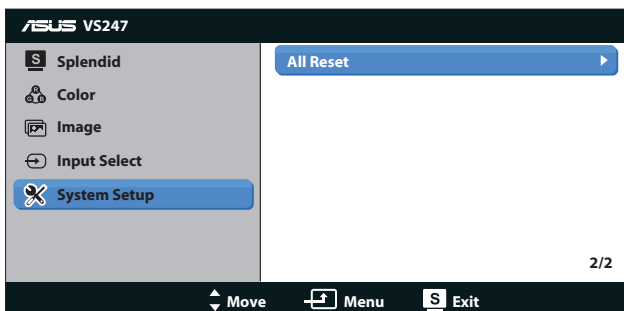 ASUS VS247
S Splendid
Color
Image
Input Select
System Setup
All Reset
2/2
Move Menu S Exit